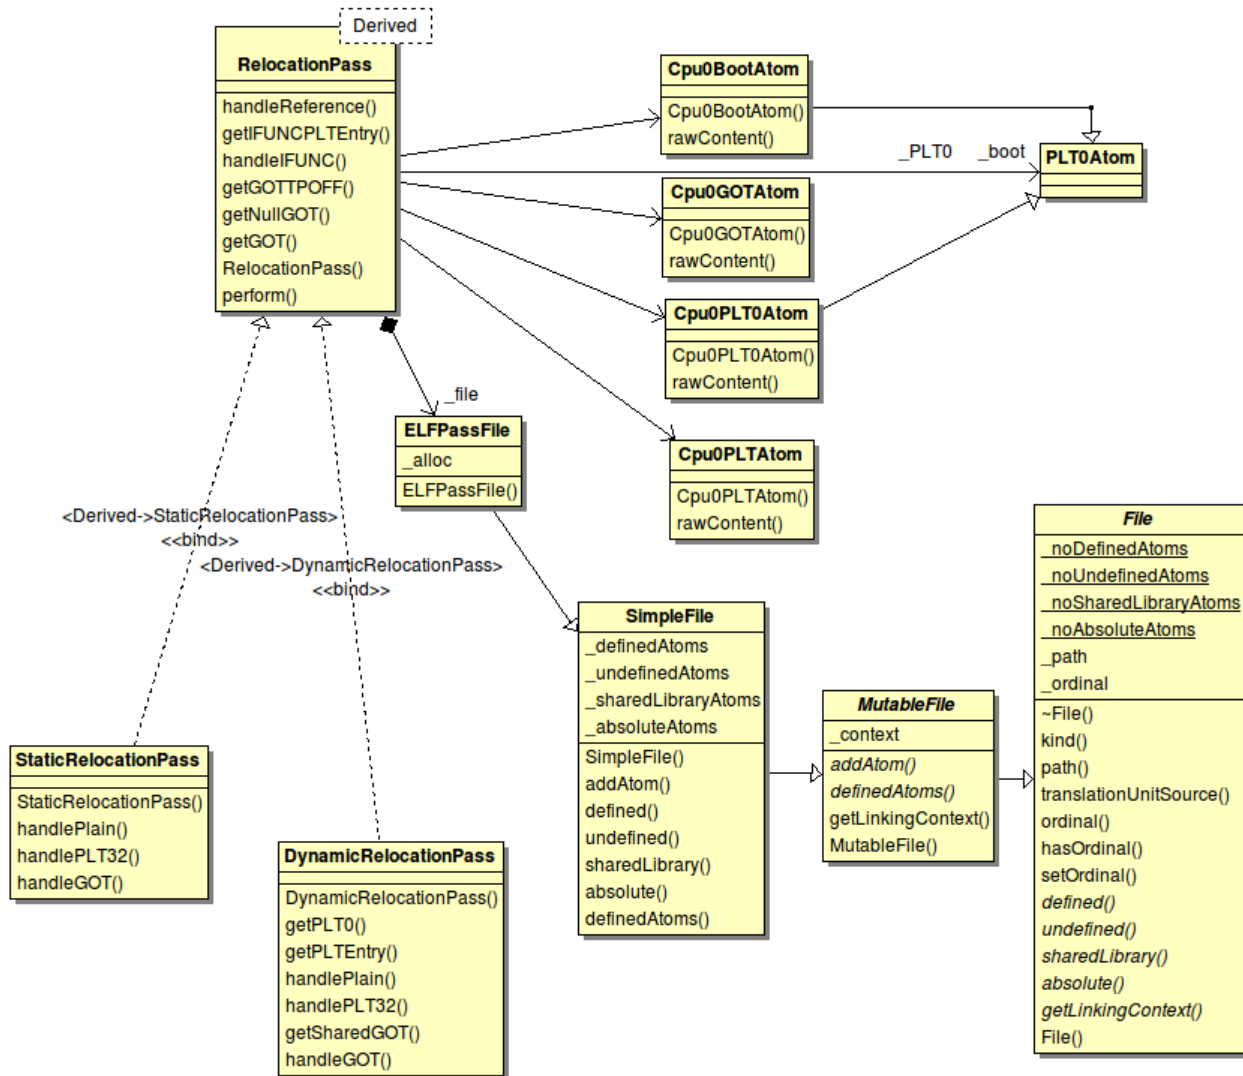 Derived
RelocationPass
handleReference()
getIFUNCPLTEntry()
handleIFUNC()
getGOTTPOFF()
getNullGOT()
getGOT()
RelocationPass()
perform()
Cpu0BootAtom
Cpu0BootAtom()
rawContent()
_PLT0 _boot
PLT0Atom
Cpu0GOTAtom
Cpu0GOTAtom()
rawContent()
Cpu0PLT0Atom
Cpu0PLT0Atom()
rawContent()
_file
ELFPassFile
_alloc
ELFPassFile()
Cpu0PLTAtom
Cpu0PLTAtom()
rawContent()
<Derived->StaticRelocationPass>
<<bind>>
<Derived->DynamicRelocationPass>
<<bind>>
File
_noDefinedAtoms
_noUndefinedAtoms
_noSharedLibraryAtoms
_noAbsoluteAtoms
_path
_ordinal
~File()
kind()
path()
translationUnitSource()
ordinal()
hasOrdinal()
setOrdinal()
defined()
undefined()
sharedLibrary()
absolute()
getLinkingContext()
File()
SimpleFile
_definedAtoms
_undefinedAtoms
_sharedLibraryAtoms
_absoluteAtoms
SimpleFile()
addAtom()
defined()
undefined()
sharedLibrary()
absolute()
definedAtoms()
MutableFile
_context
addAtom()
definedAtoms()
getLinkingContext()
MutableFile()
StaticRelocationPass
StaticRelocationPass()
handlePlain()
handlePLT32()
handleGOT()
DynamicRelocationPass
DynamicRelocationPass()
getPLT0()
getPLTEntry()
handlePlain()
handlePLT32()
getSharedGOT()
handleGOT()